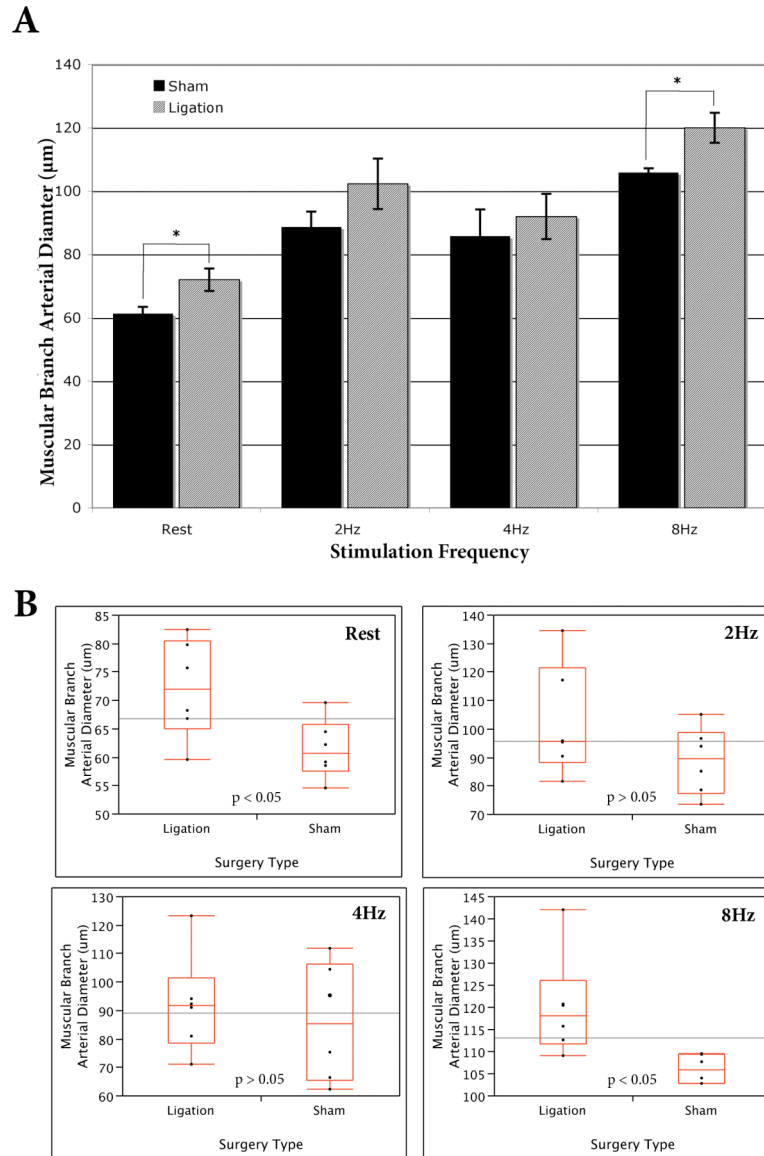 A
Muscular Branch Arterial Diamter (µm)
140
120
100
80
60
40
20
0
Sham
Ligation
*
*
Rest
2Hz
4Hz
8Hz
Stimulation Frequency
B
Rest
Muscular Branch
Arterial Diameter (um)
85
80
75
70
65
60
55
50
p < 0.05
Ligation
Sham
Surgery Type
2Hz
Muscular Branch
Arterial Diameter (um)
140
130
120
110
100
90
80
70
p > 0.05
Ligation
Sham
Surgery Type
4Hz
Muscular Branch
Arterial Diameter (um)
130
120
110
100
90
80
70
60
p > 0.05
Ligation
Sham
Surgery Type
8Hz
Muscular Branch
Arterial Diameter (um)
145
140
135
130
125
120
115
110
105
100
p < 0.05
Ligation
Sham
Surgery Type